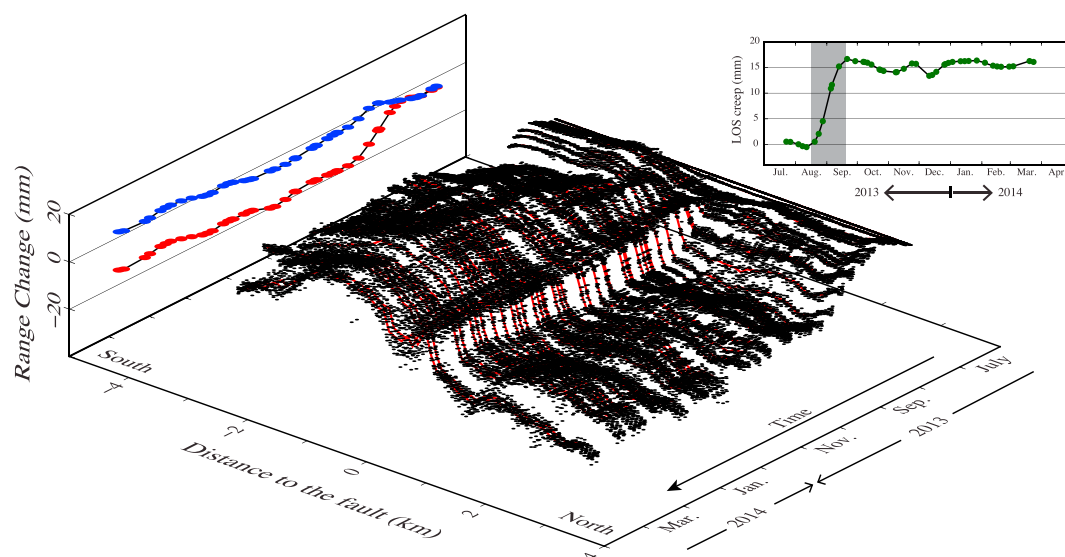 Range Change (mm)
20
0
−20
South
-4
-2
0
2
4
North
Distance to the fault (km)
Time
July
Sep.
Nov.
Jan.
Mar.
2013
2014
LOS creep (mm)
20
15
10
5
0
Jul. Aug. Sep. Oct. Nov. Dec. Jan. Feb. Mar. Apr
2013 2014